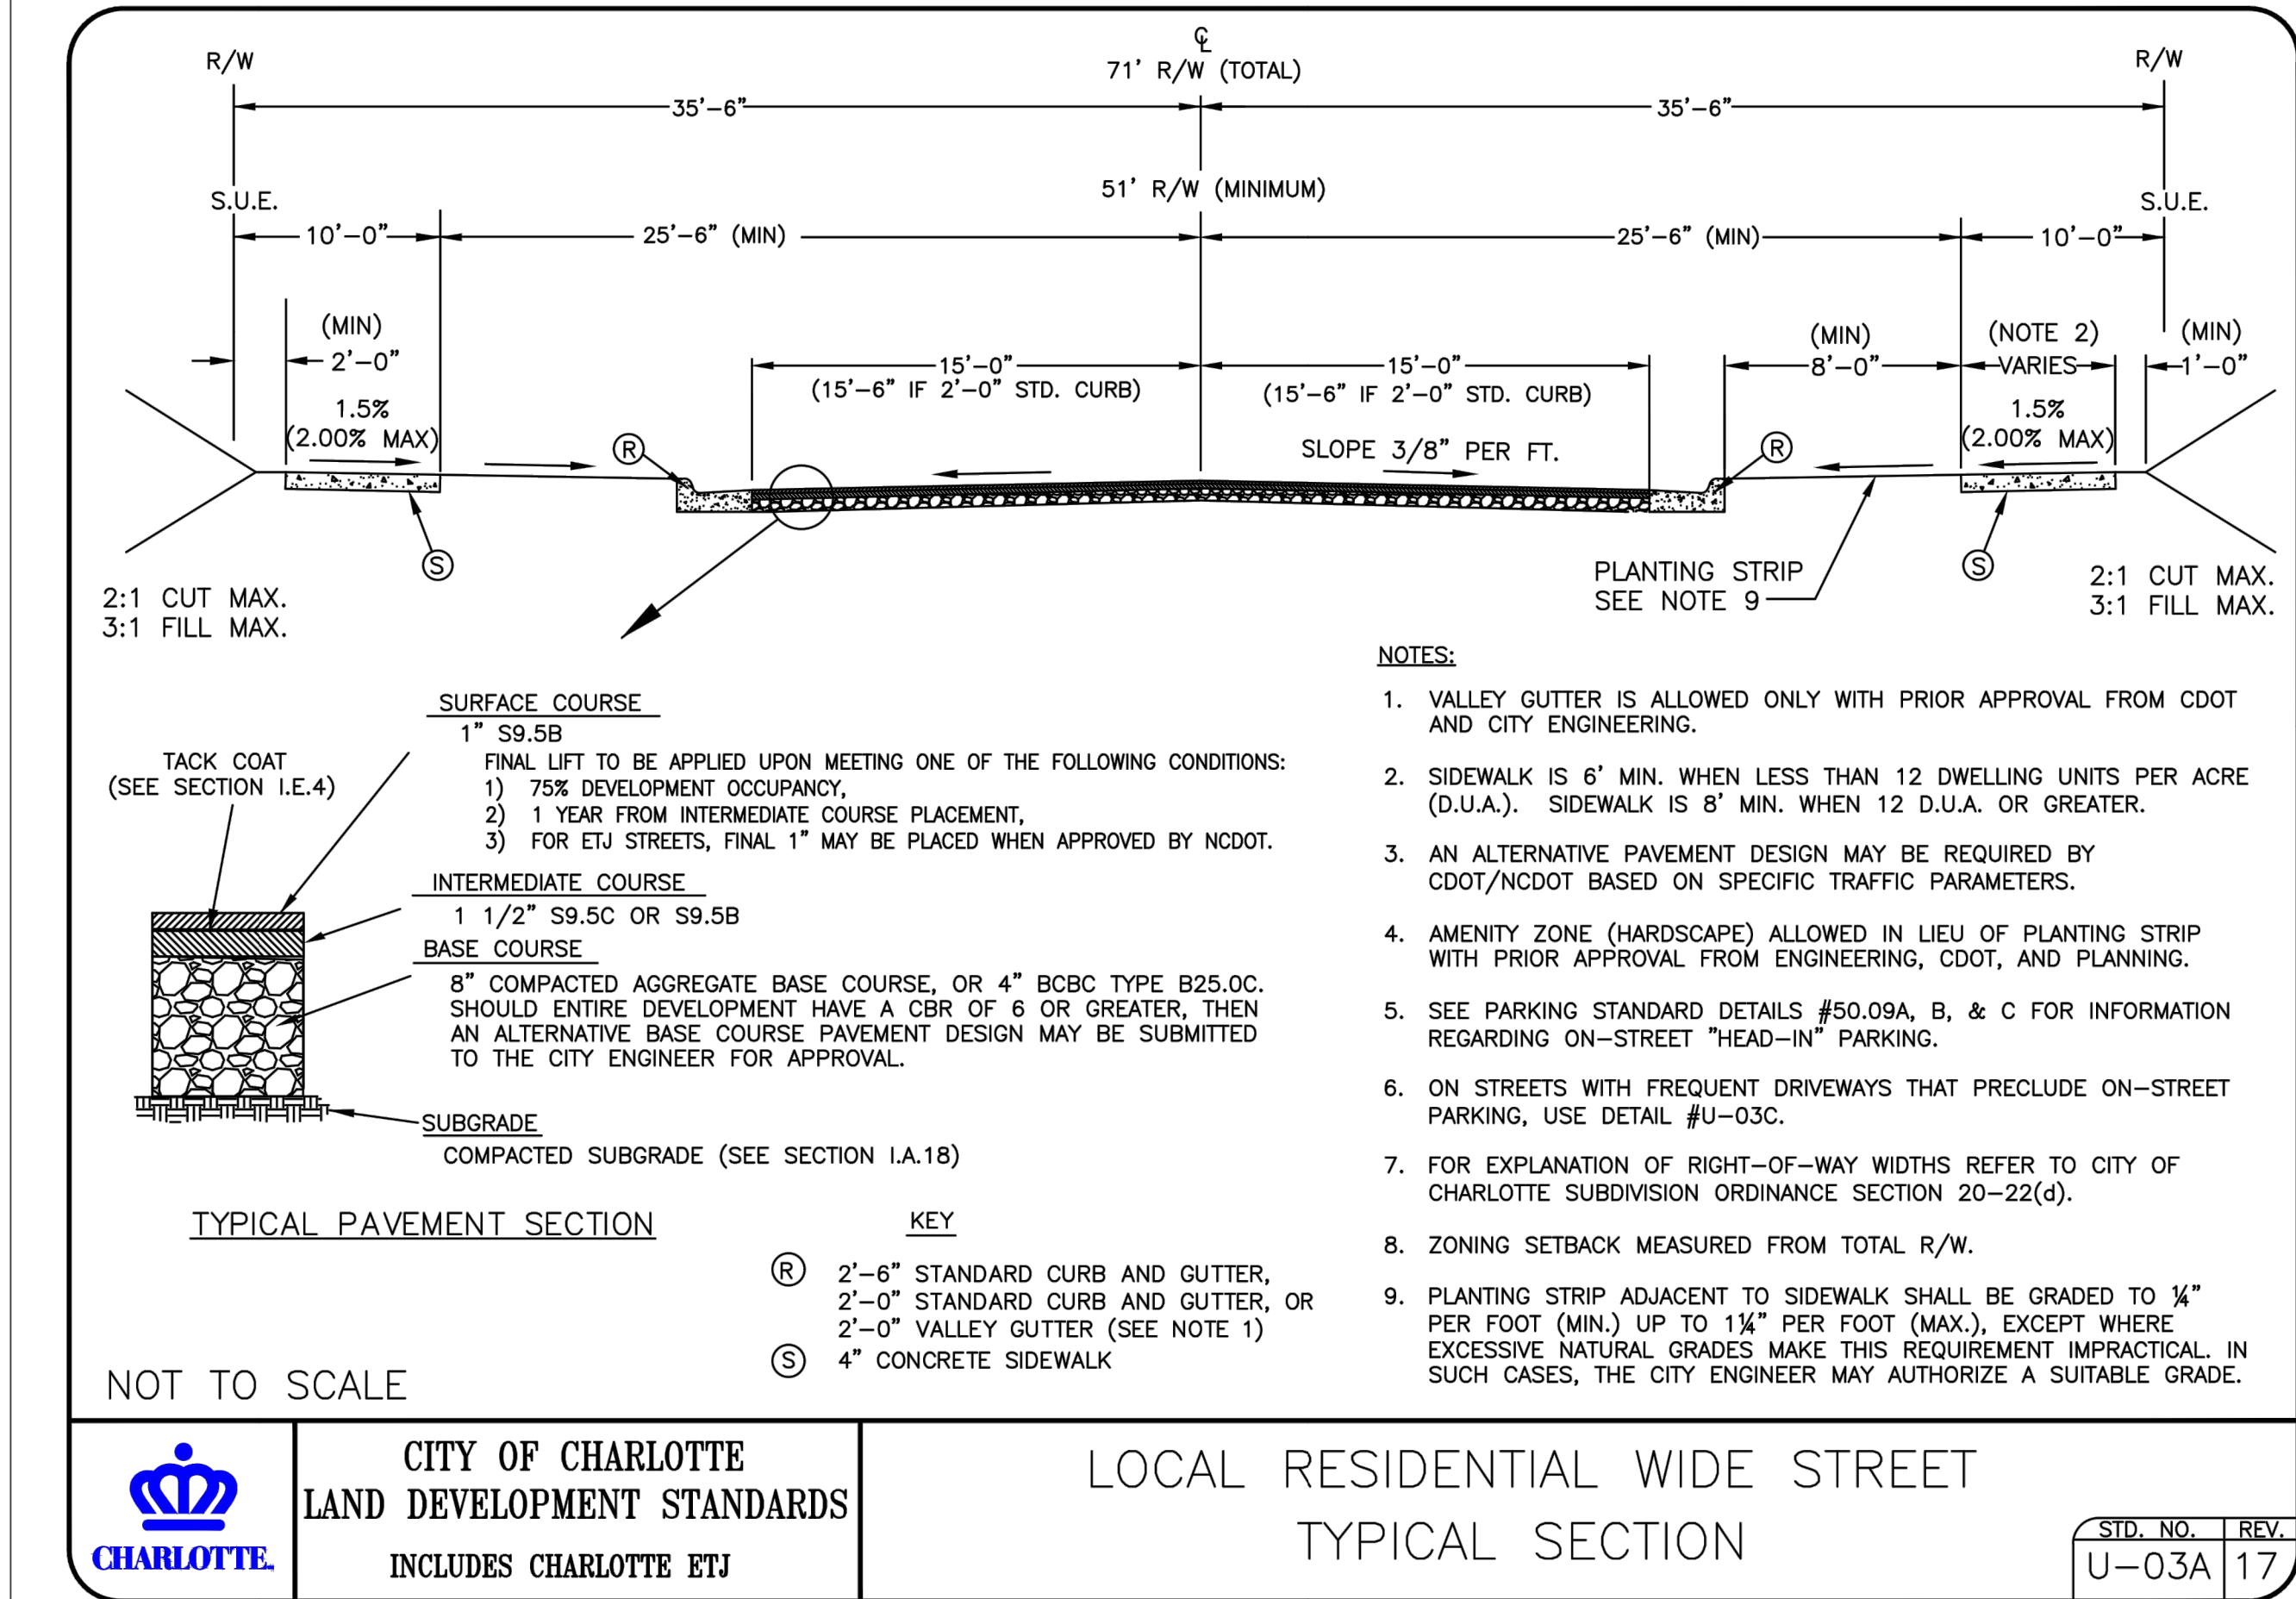 ℄
R/W
71' R/W (TOTAL)
R/W
35'-6"
35'-6"
51' R/W (MINIMUM)
S.U.E.
S.U.E.
10'-0"
25'-6" (MIN)
25'-6" (MIN)
10'-0"
(MIN)
2'-0"
15'-0"
(15'-6" IF 2'-0" STD. CURB)
15'-0"
(15'-6" IF 2'-0" STD. CURB)
(MIN)
8'-0"
(NOTE 2)
VARIES
(MIN)
1'-0"
1.5%
(2.00% MAX)
1.5%
(2.00% MAX)
R
SLOPE 3/8" PER FT.
R
S
S
PLANTING STRIP
SEE NOTE 9
2:1 CUT MAX.
3:1 FILL MAX.
2:1 CUT MAX.
3:1 FILL MAX.
SURFACE COURSE
1" S9.5B
FINAL LIFT TO BE APPLIED UPON MEETING ONE OF THE FOLLOWING CONDITIONS:
1) 75% DEVELOPMENT OCCUPANCY,
2) 1 YEAR FROM INTERMEDIATE COURSE PLACEMENT,
3) FOR ETJ STREETS, FINAL 1" MAY BE PLACED WHEN APPROVED BY NCDOT.
TACK COAT
(SEE SECTION I.E.4)
INTERMEDIATE COURSE
1 1/2" S9.5C OR S9.5B
BASE COURSE
8" COMPACTED AGGREGATE BASE COURSE, OR 4" BCBC TYPE B25.0C.
SHOULD ENTIRE DEVELOPMENT HAVE A CBR OF 6 OR GREATER, THEN
AN ALTERNATIVE BASE COURSE PAVEMENT DESIGN MAY BE SUBMITTED
TO THE CITY ENGINEER FOR APPROVAL.
SUBGRADE
COMPACTED SUBGRADE (SEE SECTION I.A.18)
TYPICAL PAVEMENT SECTION
KEY
R 2'-6" STANDARD CURB AND GUTTER,
2'-0" STANDARD CURB AND GUTTER, OR
2'-0" VALLEY GUTTER (SEE NOTE 1)
S 4" CONCRETE SIDEWALK
NOT TO SCALE
NOTES:
1. VALLEY GUTTER IS ALLOWED ONLY WITH PRIOR APPROVAL FROM CDOT
AND CITY ENGINEERING.
2. SIDEWALK IS 6' MIN. WHEN LESS THAN 12 DWELLING UNITS PER ACRE
(D.U.A.). SIDEWALK IS 8' MIN. WHEN 12 D.U.A. OR GREATER.
3. AN ALTERNATIVE PAVEMENT DESIGN MAY BE REQUIRED BY
CDOT/NCDOT BASED ON SPECIFIC TRAFFIC PARAMETERS.
4. AMENITY ZONE (HARDSCAPE) ALLOWED IN LIEU OF PLANTING STRIP
WITH PRIOR APPROVAL FROM ENGINEERING, CDOT, AND PLANNING.
5. SEE PARKING STANDARD DETAILS #50.09A, B, & C FOR INFORMATION
REGARDING ON-STREET "HEAD-IN" PARKING.
6. ON STREETS WITH FREQUENT DRIVEWAYS THAT PRECLUDE ON-STREET
PARKING, USE DETAIL #U-03C.
7. FOR EXPLANATION OF RIGHT-OF-WAY WIDTHS REFER TO CITY OF
CHARLOTTE SUBDIVISION ORDINANCE SECTION 20-22(d).
8. ZONING SETBACK MEASURED FROM TOTAL R/W.
9. PLANTING STRIP ADJACENT TO SIDEWALK SHALL BE GRADED TO ¼"
PER FOOT (MIN.) UP TO 1¼" PER FOOT (MAX.), EXCEPT WHERE
EXCESSIVE NATURAL GRADES MAKE THIS REQUIREMENT IMPRACTICAL. IN
SUCH CASES, THE CITY ENGINEER MAY AUTHORIZE A SUITABLE GRADE.
CHARLOTTE.
CITY OF CHARLOTTE
LAND DEVELOPMENT STANDARDS
INCLUDES CHARLOTTE ETJ
LOCAL RESIDENTIAL WIDE STREET
TYPICAL SECTION
STD. NO. REV.
U-03A 17